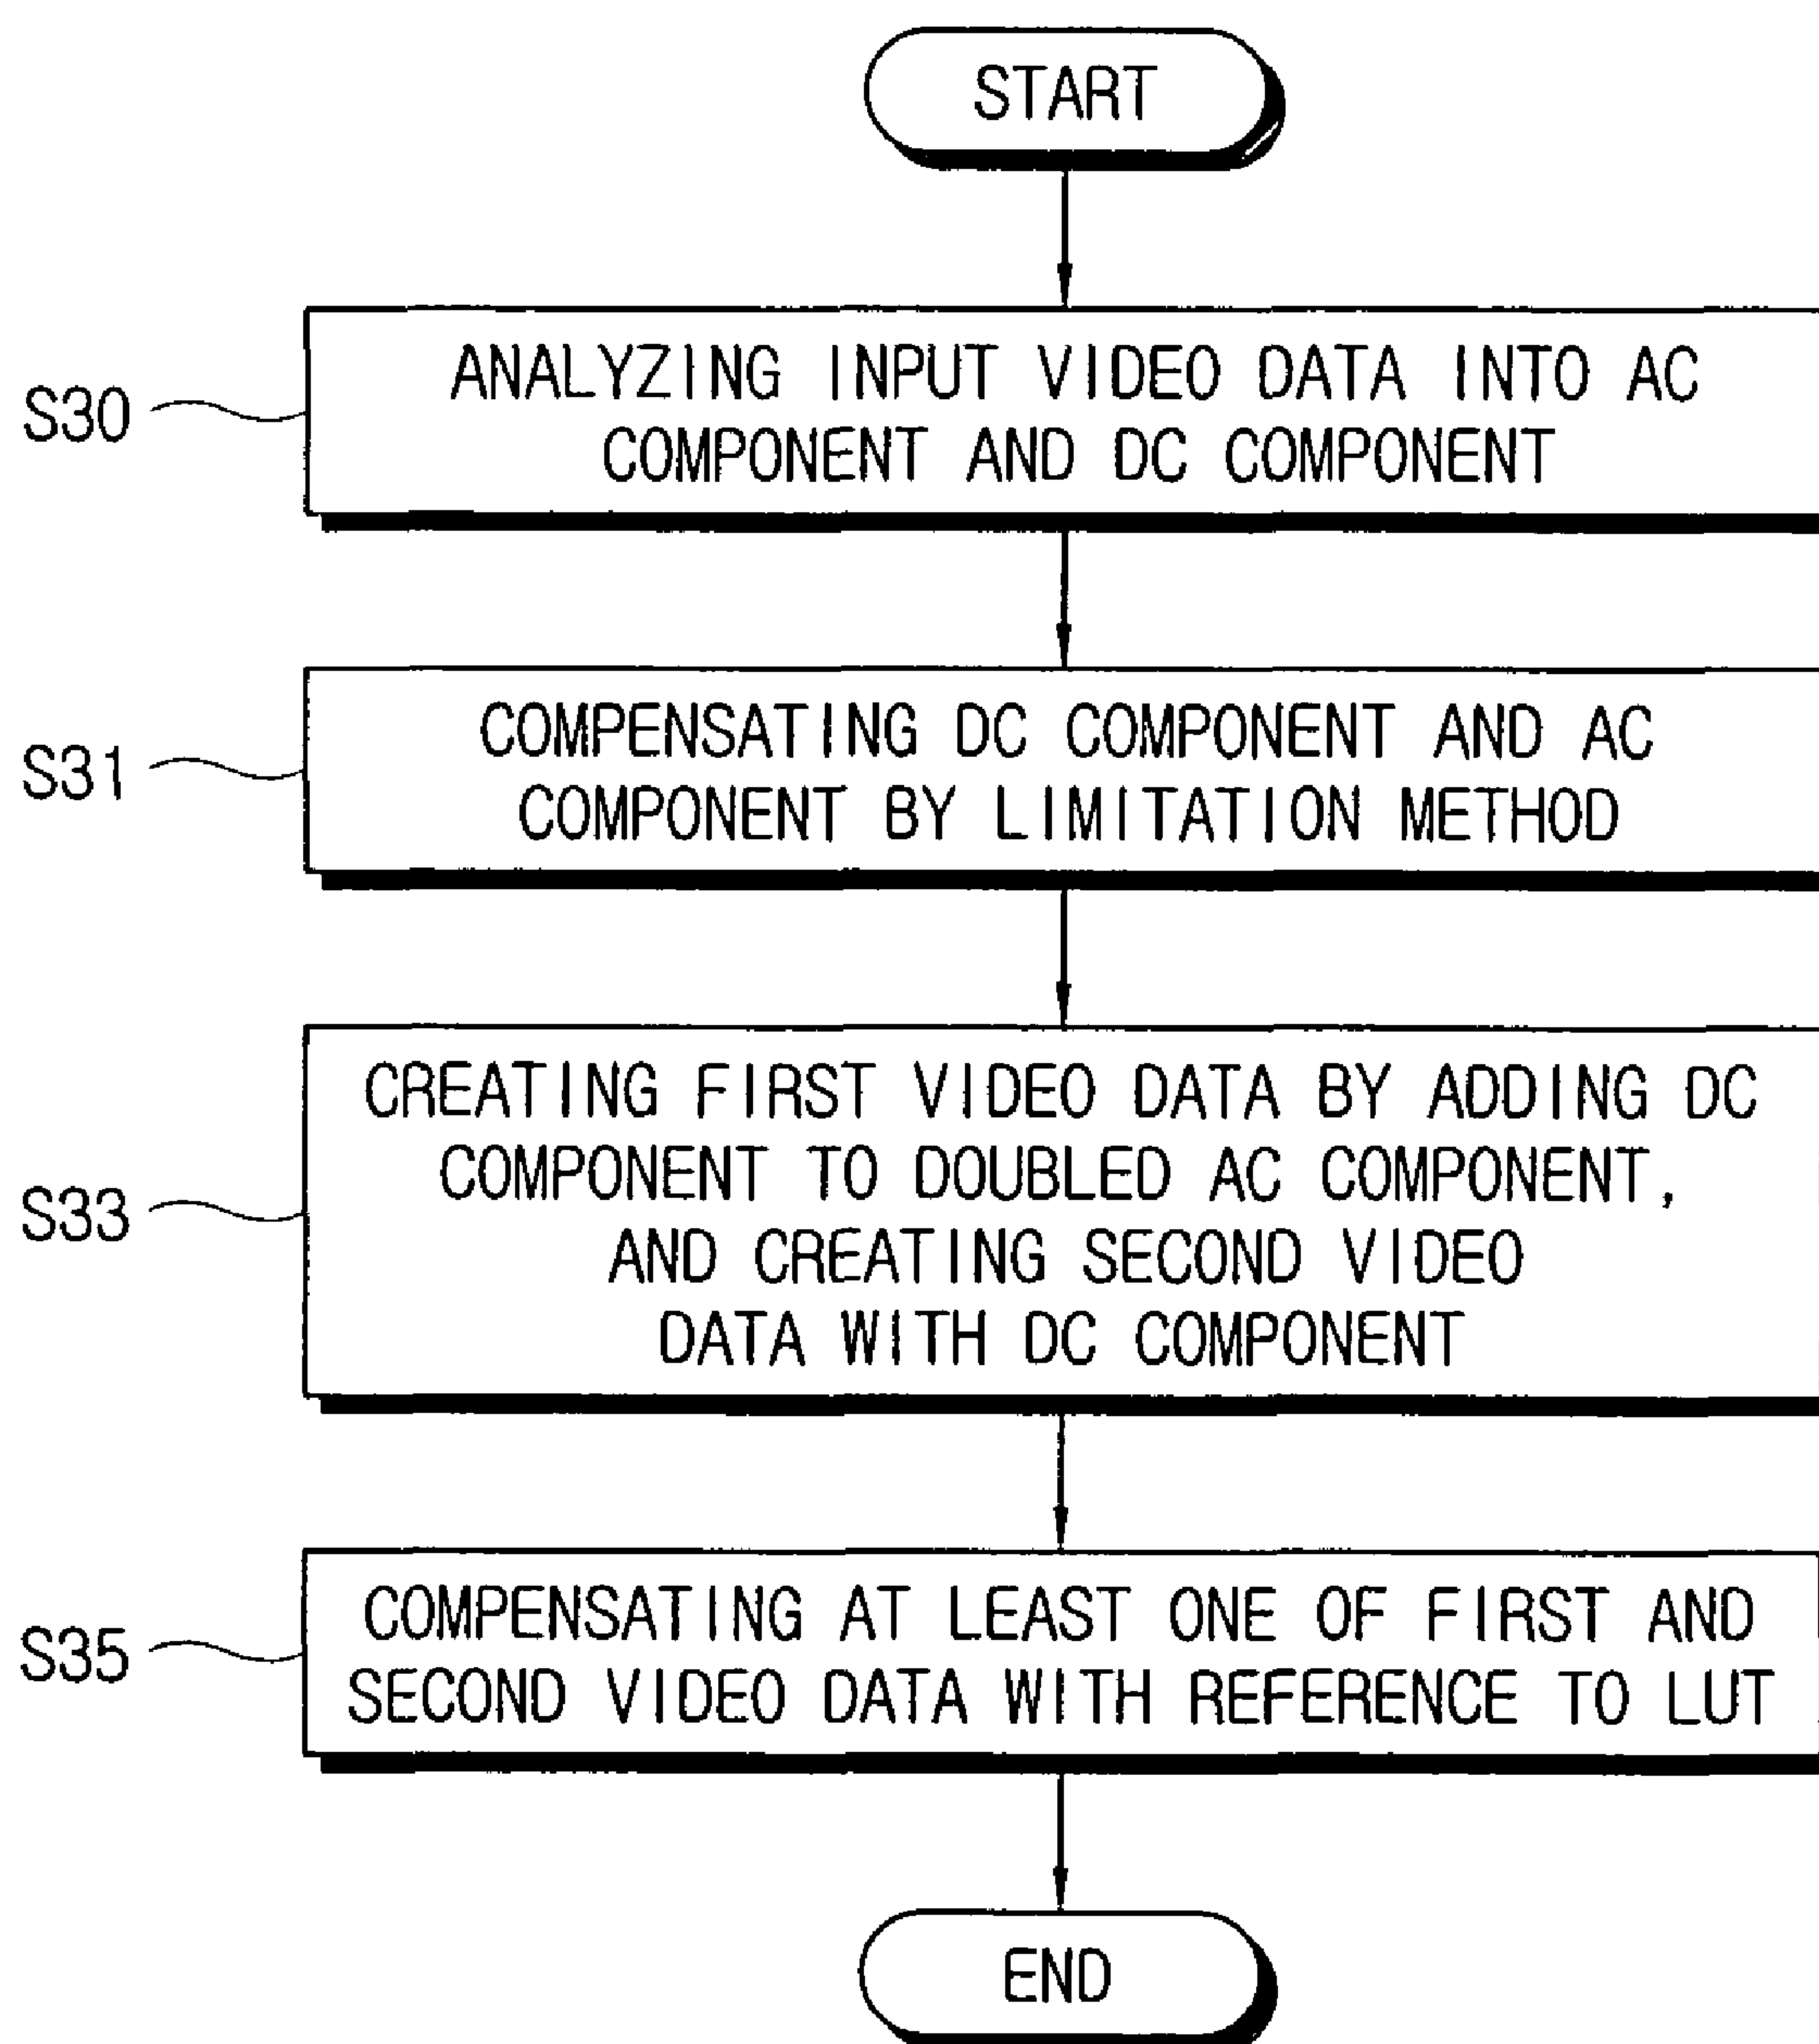 START
S30
ANALYZING INPUT VIDEO DATA INTO AC
COMPONENT AND DC COMPONENT
S31
COMPENSATING DC COMPONENT AND AC
COMPONENT BY LIMITATION METHOD
S33
CREATING FIRST VIDEO DATA BY ADDING DC
COMPONENT TO DOUBLED AC COMPONENT,
AND CREATING SECOND VIDEO
DATA WITH DC COMPONENT
S35
COMPENSATING AT LEAST ONE OF FIRST AND
SECOND VIDEO DATA WITH REFERENCE TO LUT
END